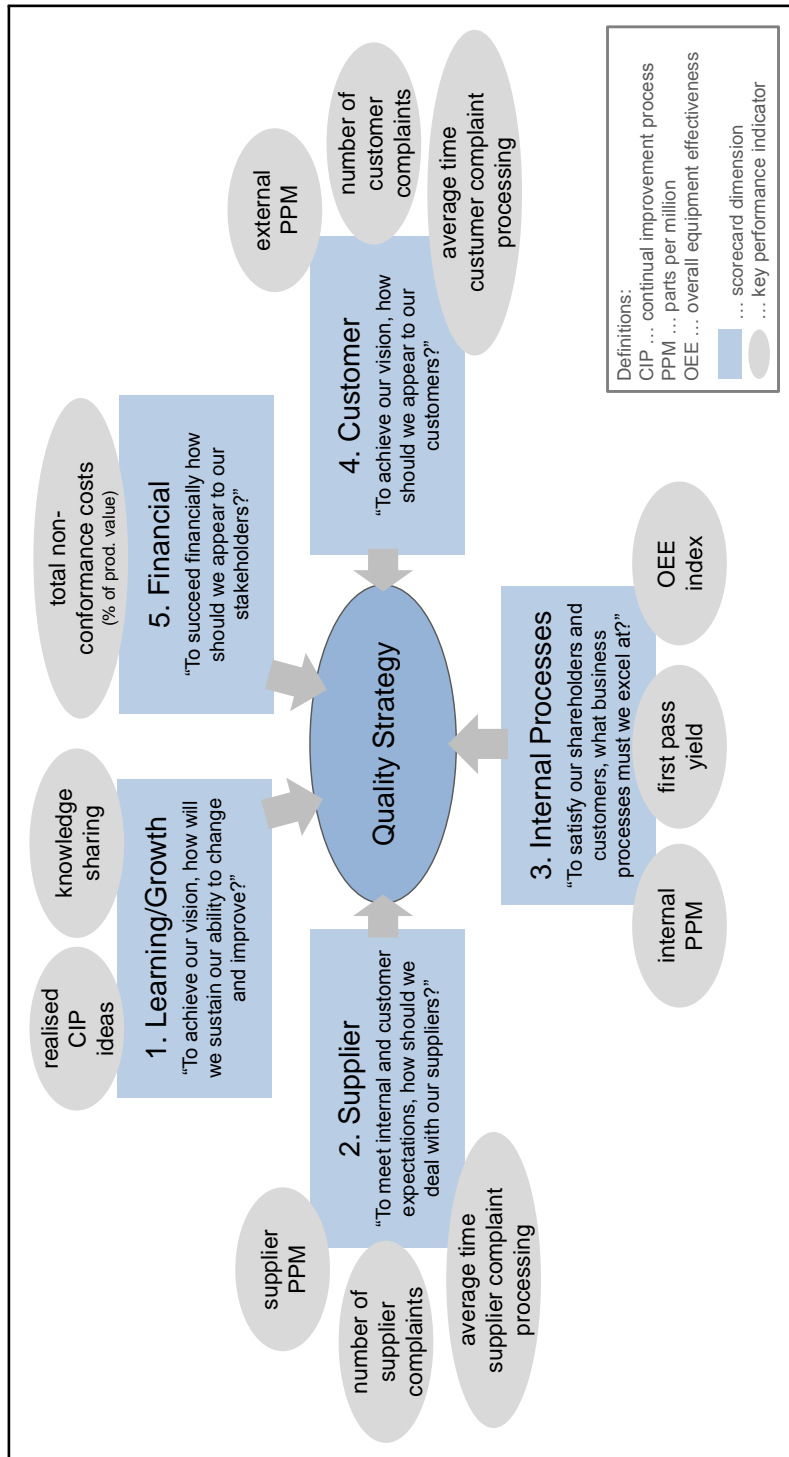 realised
CIP
ideas
knowledge
sharing
1. Learning/Growth
“To achieve our vision, how will
we sustain our ability to change
and improve?”
total non-
conformance costs
(% of prod. value)
5. Financial
“To succeed financially how
should we appear to our
stakeholders?”
supplier
PPM
number of
supplier
complaints
average time
supplier complaint
processing
2. Supplier
“To meet internal and customer
expectations, how should we
deal with our suppliers?”
Quality Strategy
4. Customer
“To achieve our vision, how
should we appear to our
customers?”
external
PPM
number of
customer
complaints
average time
custumer complaint
processing
3. Internal Processes
“To satisfy our shareholders and
customers, what business
processes must we excel at?”
internal
PPM
first pass
yield
OEE
index
Definitions:
CIP … continual improvement process
PPM … parts per million
OEE … overall equipment effectiveness
… scorecard dimension
… key performance indicator